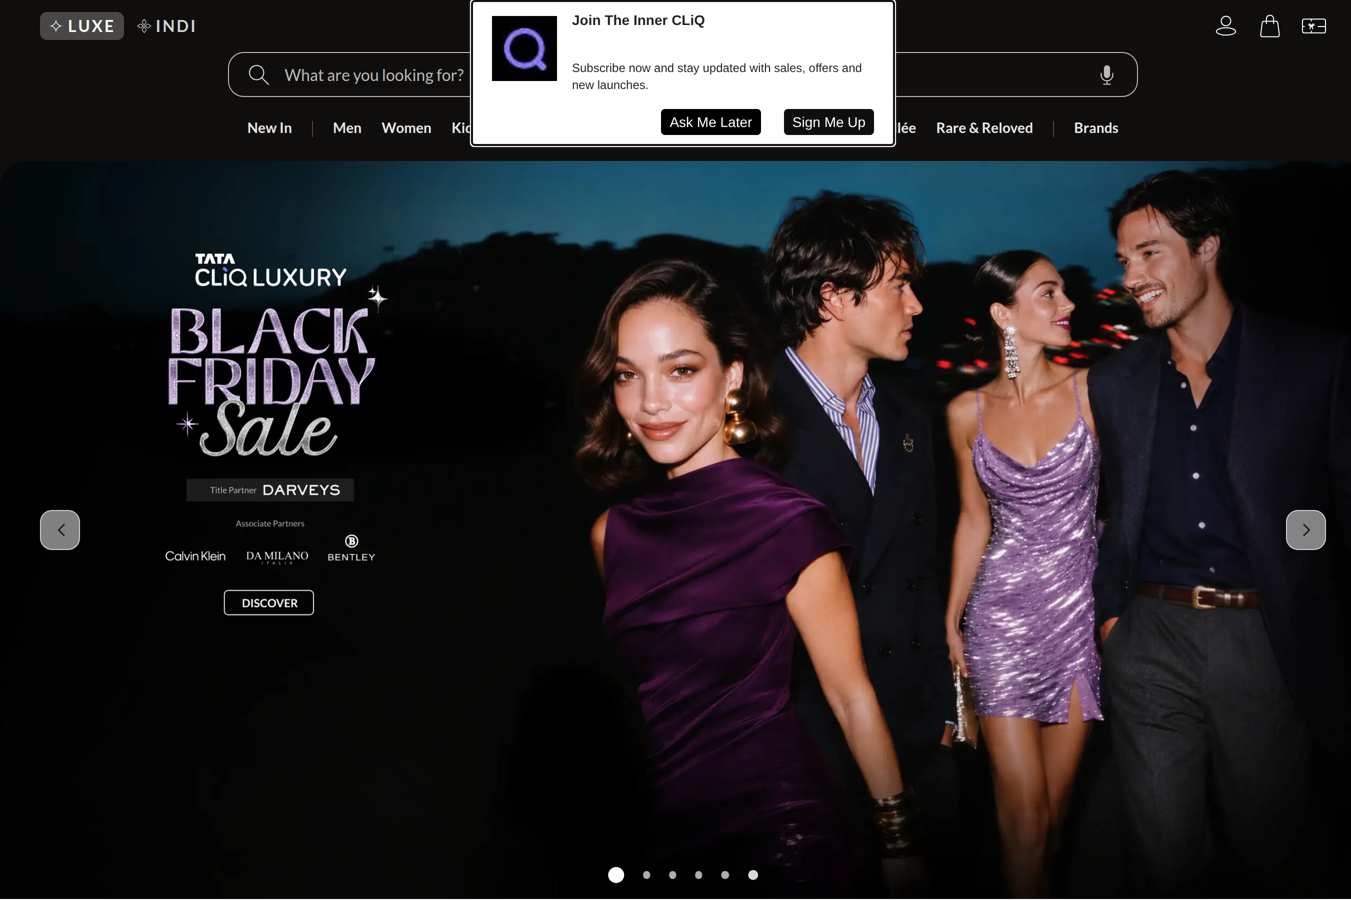 LUXE
INDI
Join The Inner CLiQ
Subscribe now and stay updated with sales, offers and
new launches.
Ask Me Later
Sign Me Up
What are you looking for?
New In
Men
Women
Rare & Reloved
Brands
TATA
CLiQ LUXURY
BLACK
FRIDAY
Sale
Title Partner DARVEYS
Associate Partners
Calvin Klein
DA MILANO
ITALIA
B
BENTLEY
DISCOVER